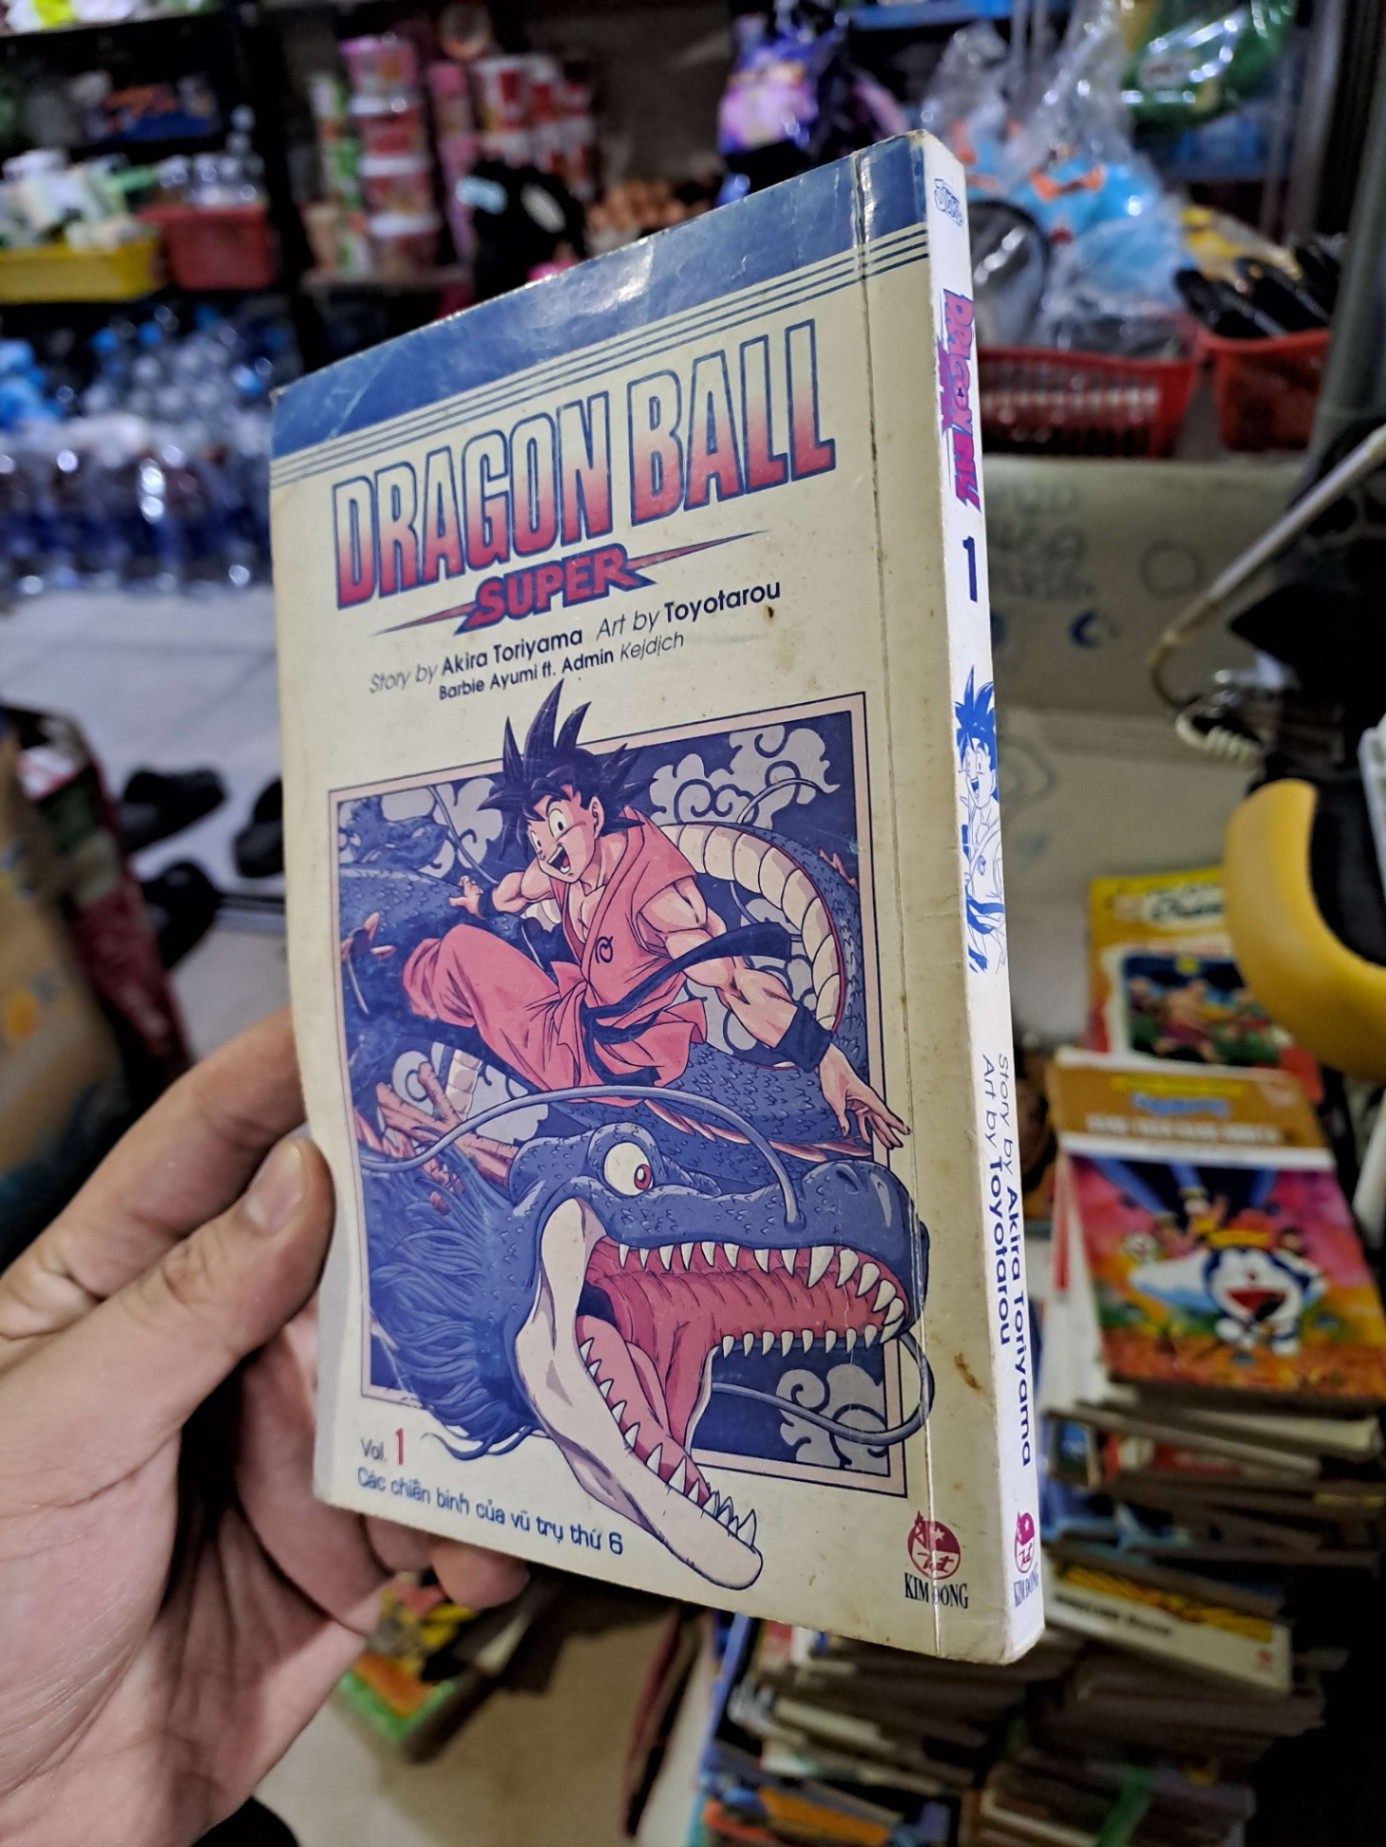 DRAGON BALL
SUPER
Story by Akira Toriyama Art by Toyotarou
Barbie Ayumi ft. Admin Kejdjch
Vol. 1
Các chiến binh của vũ trụ thứ 6
KIM ĐỒNG
DRAGON BALL
1
Story by Akira Toriyama
Art by Toyotarou
KIM ĐỒNG